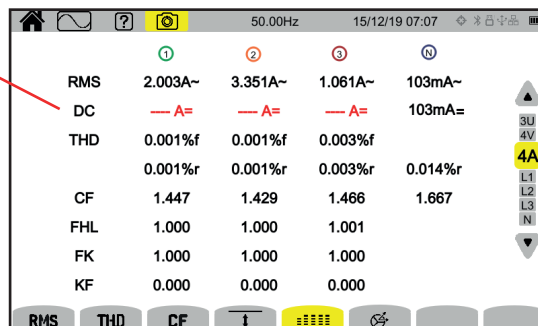 ? 50.00Hz 15/12/19 07:07
1 2 3 N
RMS 2.003A~ 3.351A~ 1.061A~ 103mA~
DC ---- A= ---- A= ---- A= 103mA=
THD 0.001%f 0.001%f 0.003%f
0.001%r 0.001%r 0.003%r 0.014%r
CF 1.447 1.429 1.466 1.667
FHL 1.000 1.000 1.001
FK 1.000 1.000 1.000
KF 0.000 0.000 0.000
3U
4V
4A
L1
L2
L3
N
RMS THD CF